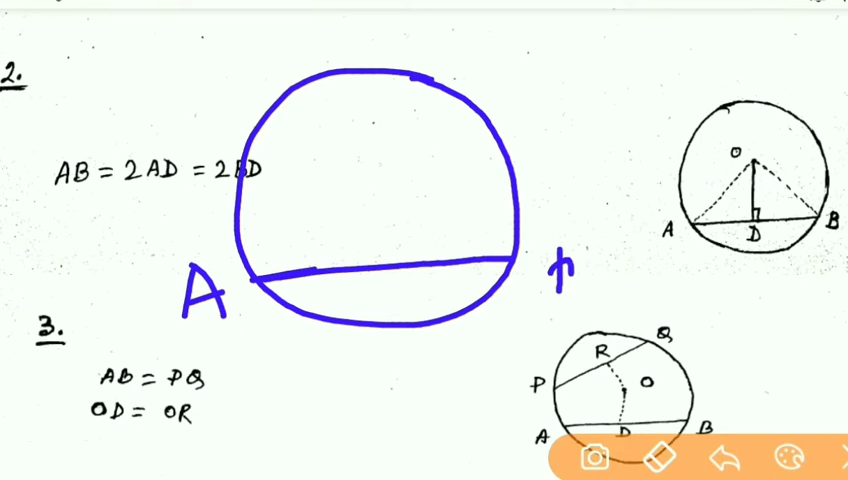 2.
AB = 2AD = 2BD
O
A
D
B
A
3.
AB = PQ
OD = OR
Q
R
P
O
A
D
B